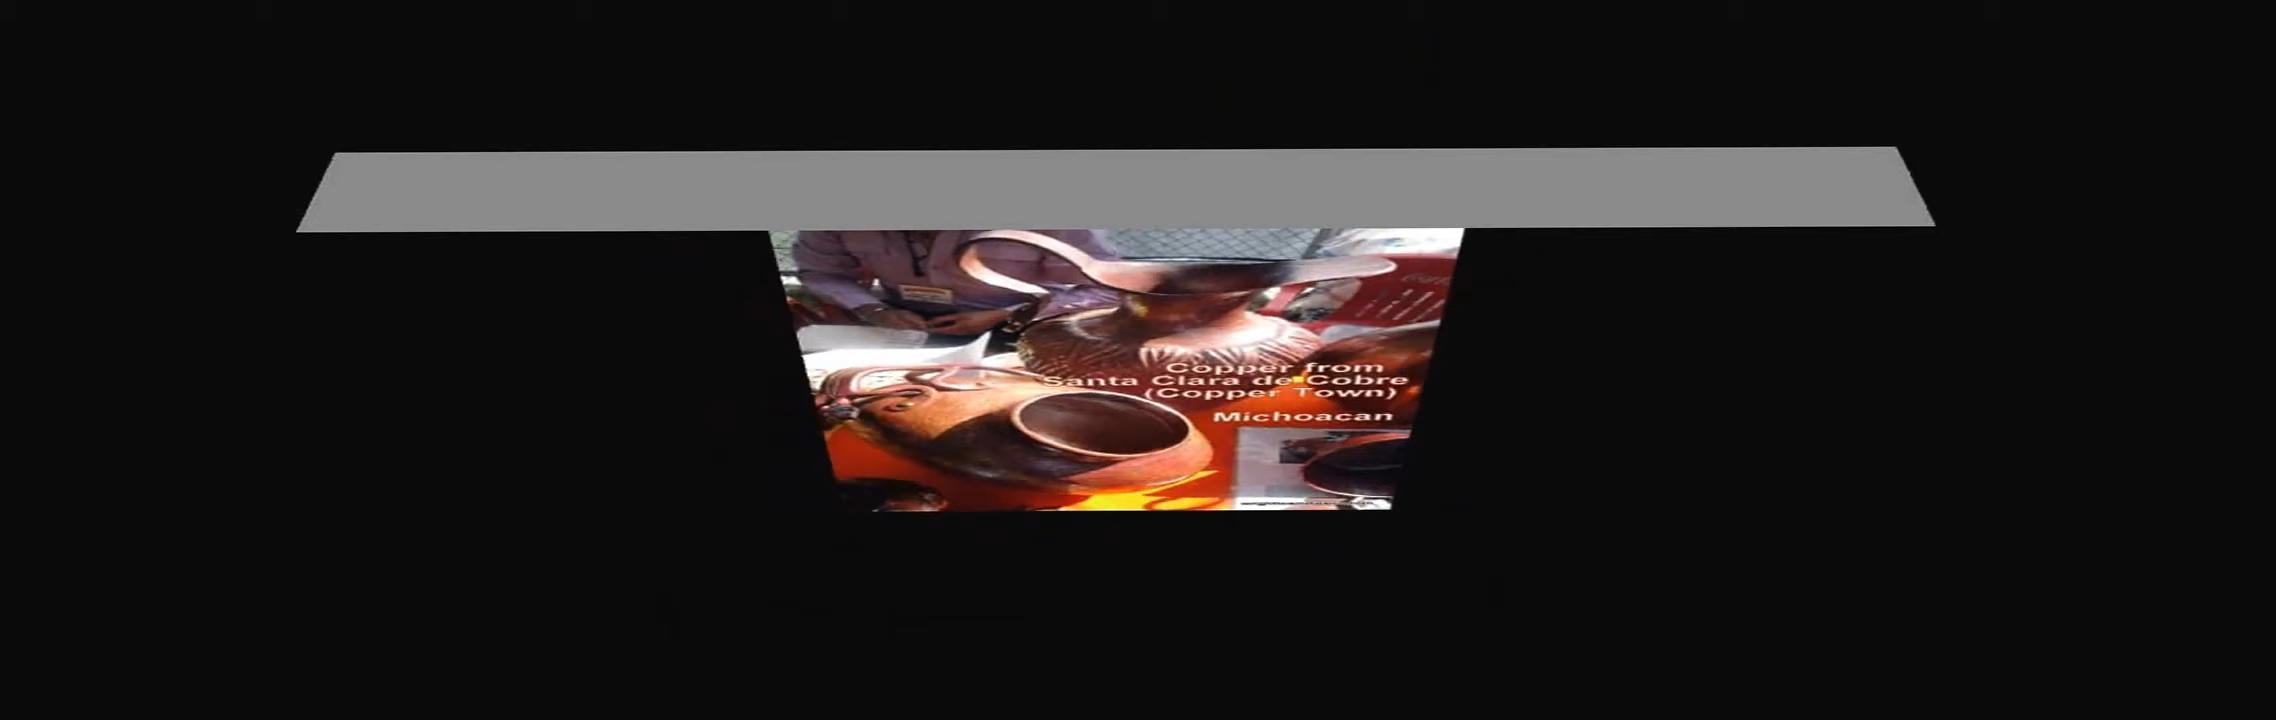 Copper from
Santa Clara de Cobre
(Copper Town)
Michoacan